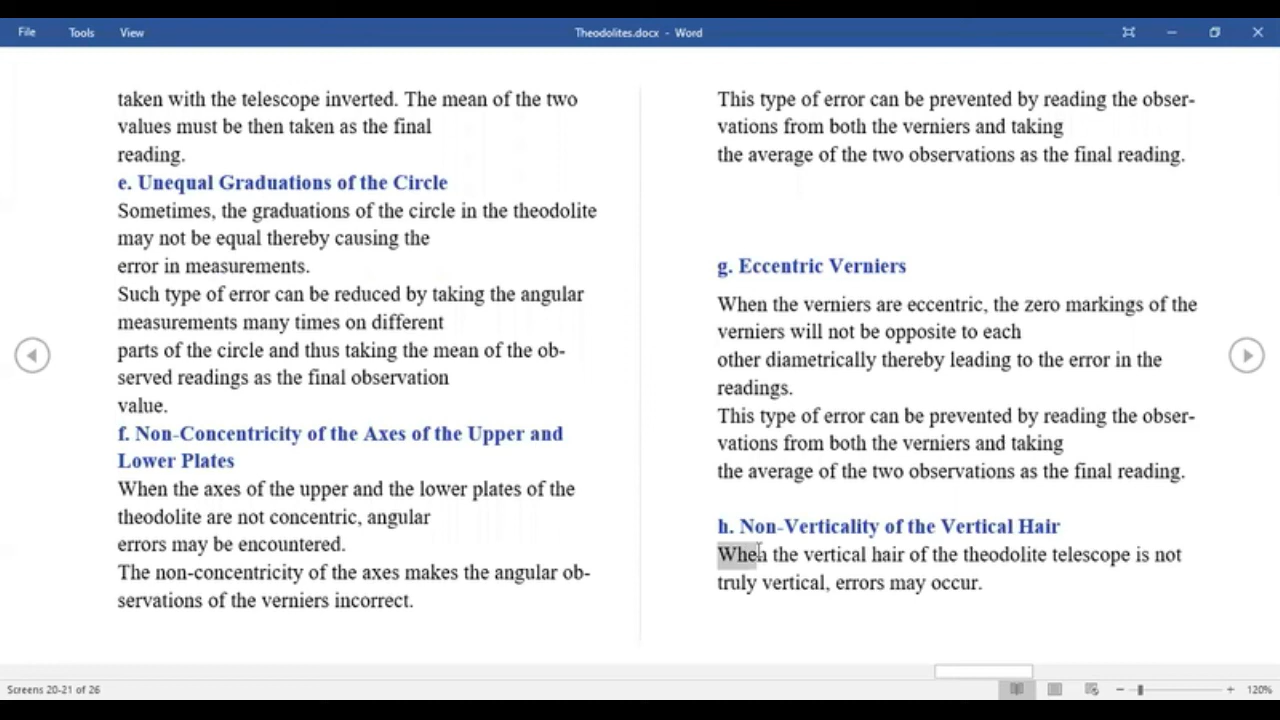 File Tools View Theodolites.docx - Word
taken with the telescope inverted. The mean of the two
values must be then taken as the final
reading.
e. Unequal Graduations of the Circle
Sometimes, the graduations of the circle in the theodolite
may not be equal thereby causing the
error in measurements.
Such type of error can be reduced by taking the angular
measurements many times on different
parts of the circle and thus taking the mean of the ob-
served readings as the final observation
value.
f. Non-Concentricity of the Axes of the Upper and
Lower Plates
When the axes of the upper and the lower plates of the
theodolite are not concentric, angular
errors may be encountered.
The non-concentricity of the axes makes the angular ob-
servations of the verniers incorrect.
This type of error can be prevented by reading the obser-
vations from both the verniers and taking
the average of the two observations as the final reading.
g. Eccentric Verniers
When the verniers are eccentric, the zero markings of the
verniers will not be opposite to each
other diametrically thereby leading to the error in the
readings.
This type of error can be prevented by reading the obser-
vations from both the verniers and taking
the average of the two observations as the final reading.
h. Non-Verticality of the Vertical Hair
When the vertical hair of the theodolite telescope is not
truly vertical, errors may occur.
Screens 20-21 of 26 120%